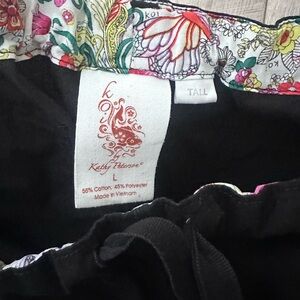 koi
by
Kathy Peterson®
L
55% Cotton, 45% Polyester
Made in Vietnam
TALL